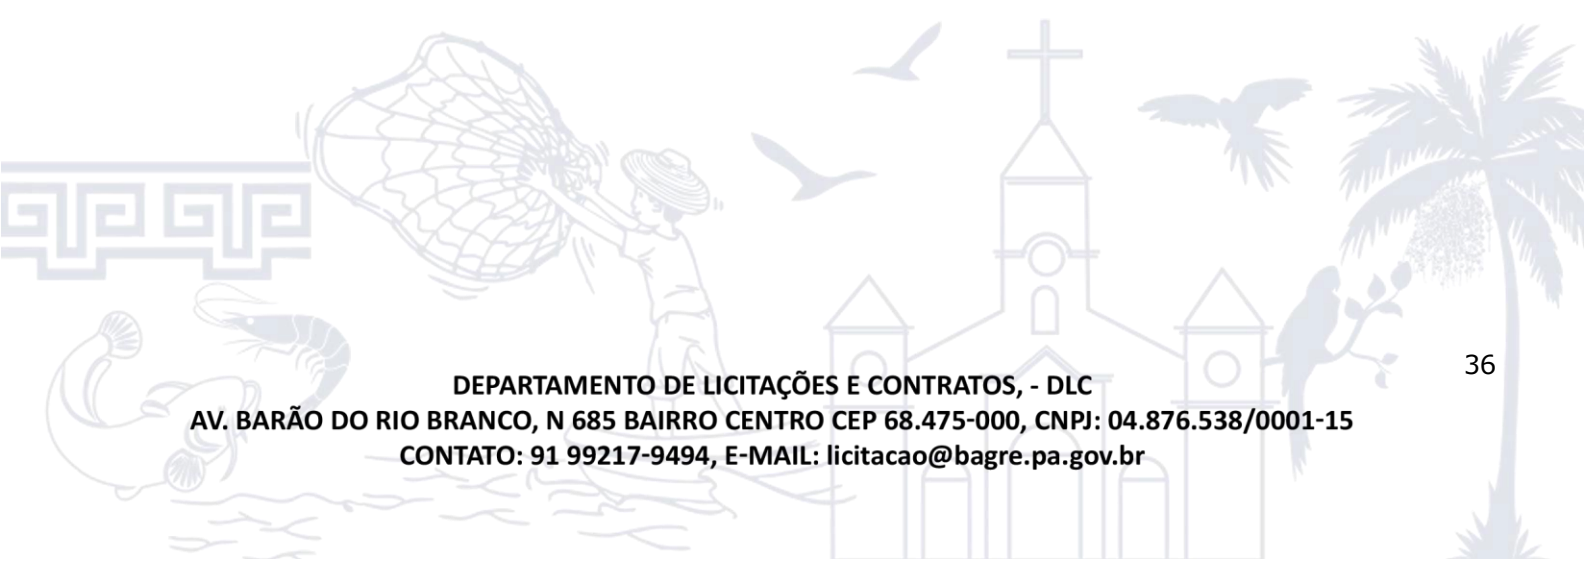 36
DEPARTAMENTO DE LICITAÇÕES E CONTRATOS, - DLC
AV. BARÃO DO RIO BRANCO, N 685 BAIRRO CENTRO CEP 68.475-000, CNPJ: 04.876.538/0001-15
CONTATO: 91 99217-9494, E-MAIL: licitacao@bagre.pa.gov.br